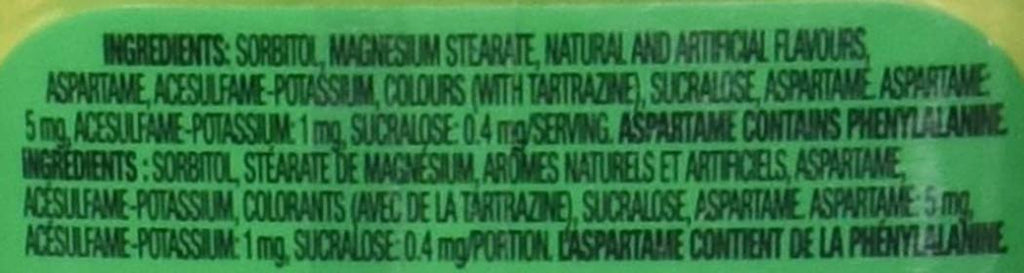 INGREDIENTS: SORBITOL, MAGNESIUM STEARATE, NATURAL AND ARTIFICIAL FLAVOURS,
ASPARTAME, ACESULFAME-POTASSIUM, COLOURS (WITH TARTRAZINE), SUCRALOSE, ASPARTAME. ASPARTAME:
5 mg, ACESULFAME-POTASSIUM: 1 mg, SUCRALOSE: 0.4 mg/SERVING. ASPARTAME CONTAINS PHENYLALANINE.
INGRÉDIENTS : SORBITOL, STÉARATE DE MAGNÉSIUM, ARÔMES NATURELS ET ARTIFICIELS, ASPARTAME,
ACÉSULFAME-POTASSIUM, COLORANTS (AVEC DE LA TARTRAZINE), SUCRALOSE, ASPARTAME. ASPARTAME: 5 mg,
ACÉSULFAME-POTASSIUM: 1 mg, SUCRALOSE: 0.4 mg/PORTION. L'ASPARTAME CONTIENT DE LA PHÉNYLALANINE.